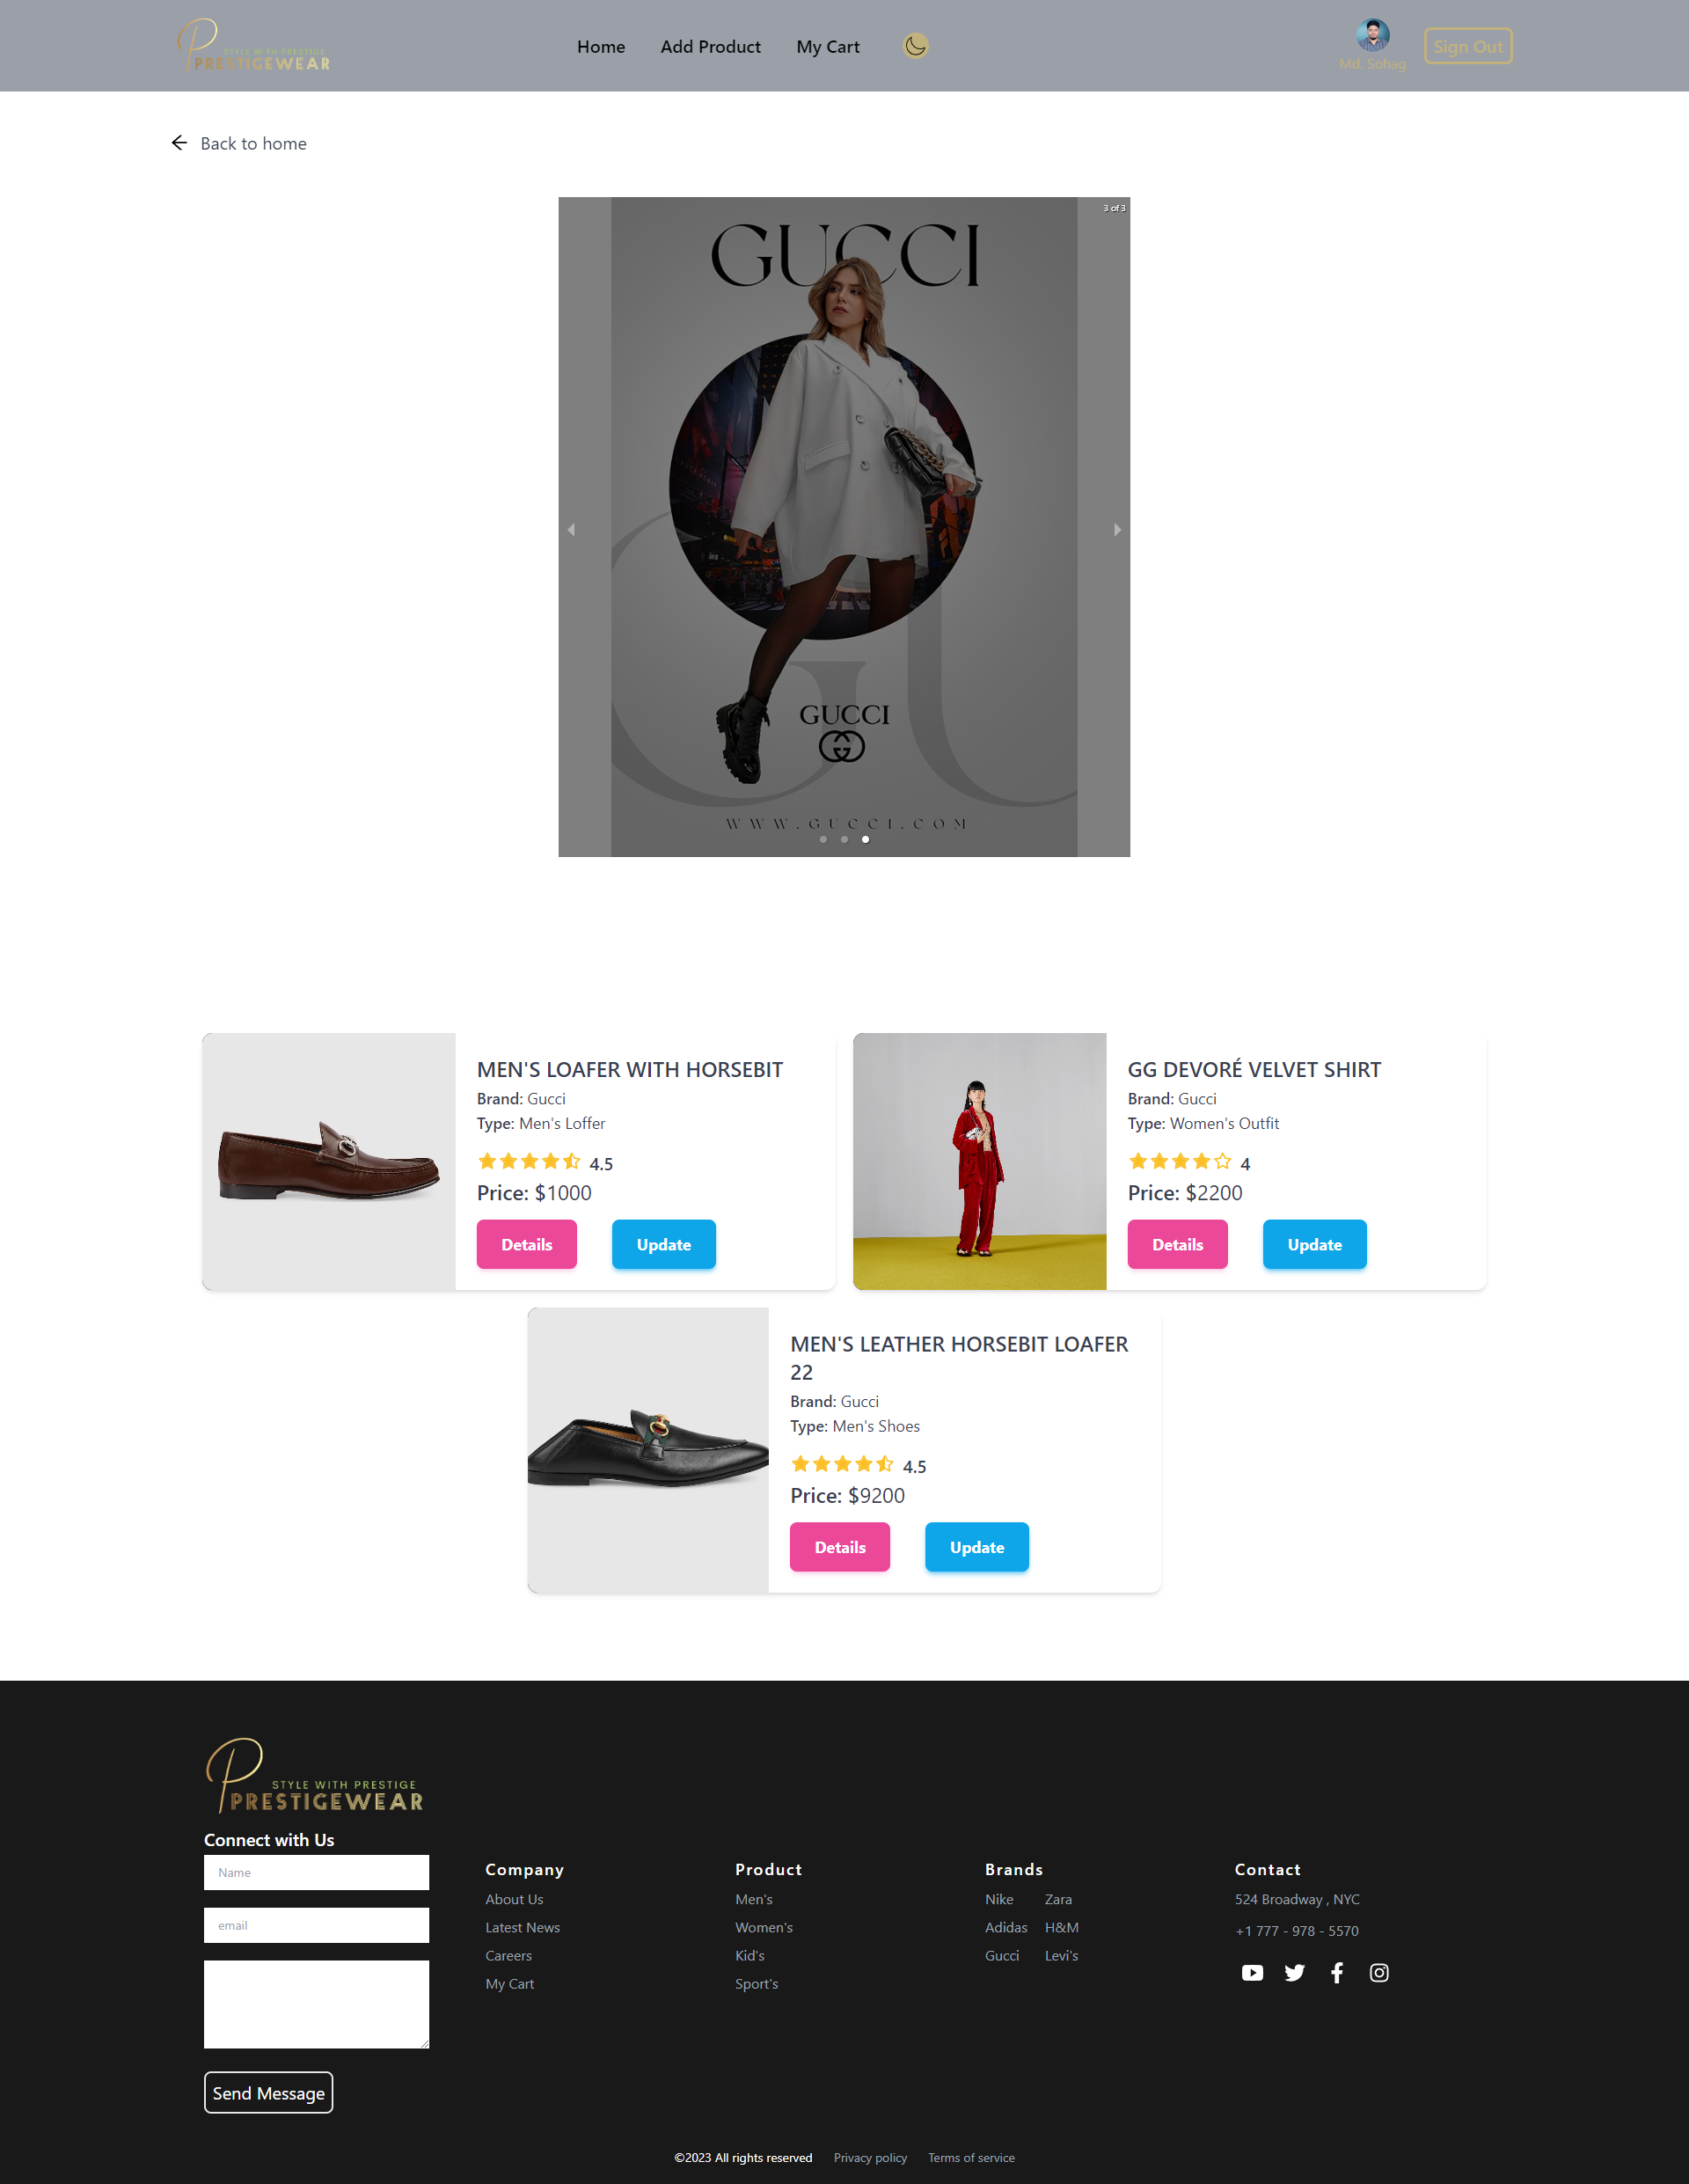 STYLE WITH PRESTIGE
PRESTIGEWEAR
Home
Add Product
My Cart
Md. Sohag
Sign Out
Back to home
3 of 3
GUCCI
GUCCI
WWW.GUCCI.COM
MEN'S LOAFER WITH HORSEBIT
Brand: Gucci
Type: Men's Loffer
4.5
Price: $1000
Details
Update
GG DEVORÉ VELVET SHIRT
Brand: Gucci
Type: Women's Outfit
4
Price: $2200
Details
Update
MEN'S LEATHER HORSEBIT LOAFER
22
Brand: Gucci
Type: Men's Shoes
4.5
Price: $9200
Details
Update
STYLE WITH PRESTIGE
PRESTIGEWEAR
Connect with Us
Name
email
Send Message
Company
About Us
Latest News
Careers
My Cart
Product
Men's
Women's
Kid's
Sport's
Brands
Nike
Zara
Adidas
H&M
Gucci
Levi's
Contact
524 Broadway , NYC
+1 777 - 978 - 5570
©2023 All rights reserved
Privacy policy
Terms of service